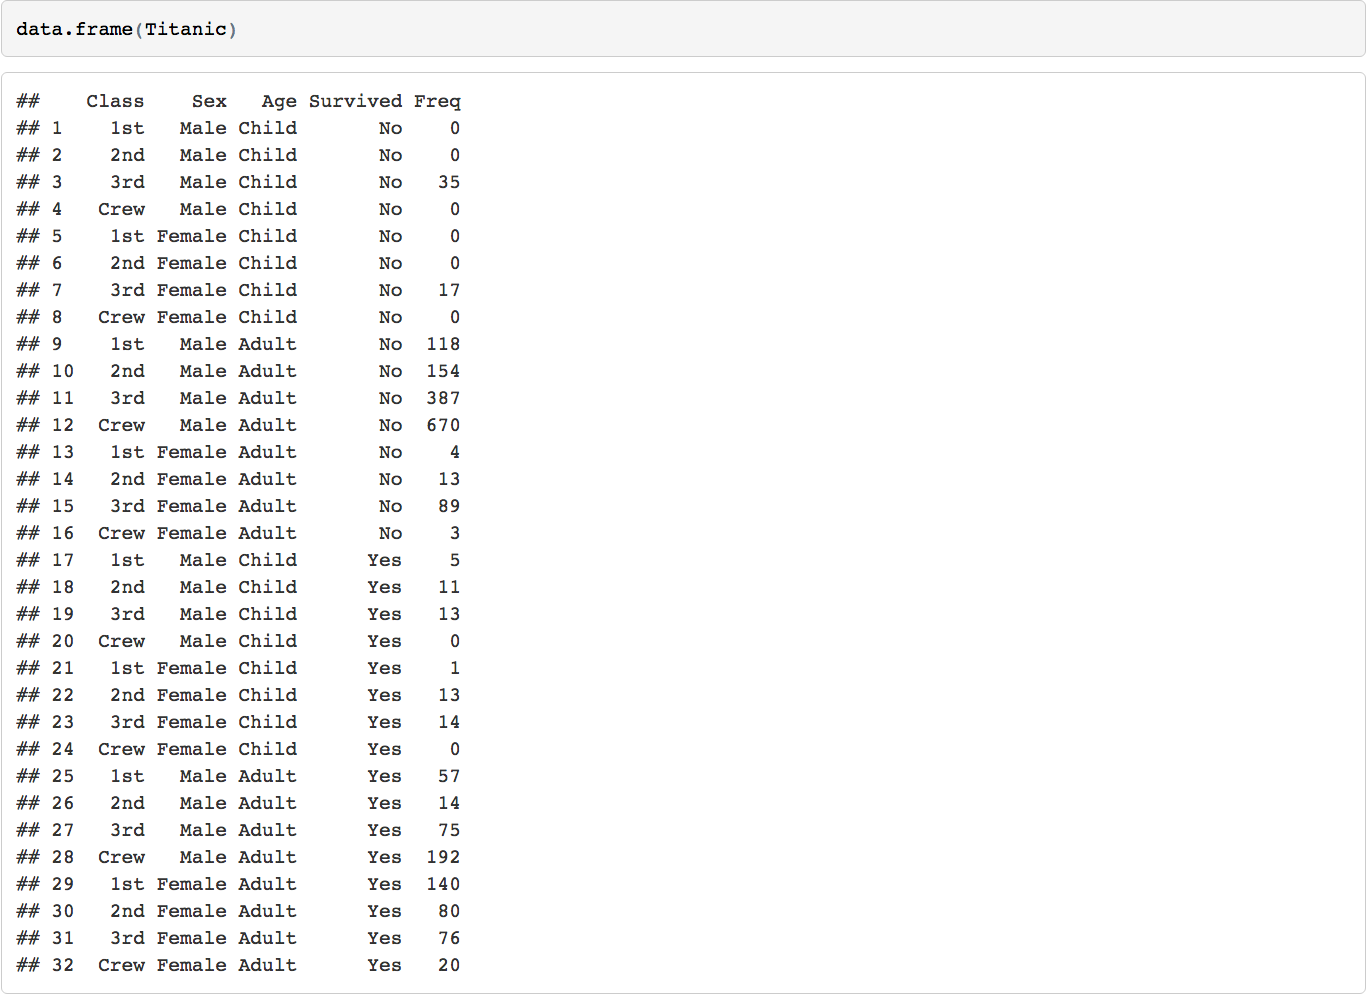 data.frame(Titanic)
##    Class    Sex   Age Survived Freq
## 1    1st   Male Child       No    0
## 2    2nd   Male Child       No    0
## 3    3rd   Male Child       No   35
## 4   Crew   Male Child       No    0
## 5    1st Female Child       No    0
## 6    2nd Female Child       No    0
## 7    3rd Female Child       No   17
## 8   Crew Female Child       No    0
## 9    1st   Male Adult       No  118
## 10   2nd   Male Adult       No  154
## 11   3rd   Male Adult       No  387
## 12  Crew   Male Adult       No  670
## 13   1st Female Adult       No    4
## 14   2nd Female Adult       No   13
## 15   3rd Female Adult       No   89
## 16  Crew Female Adult       No    3
## 17   1st   Male Child      Yes    5
## 18   2nd   Male Child      Yes   11
## 19   3rd   Male Child      Yes   13
## 20  Crew   Male Child      Yes    0
## 21   1st Female Child      Yes    1
## 22   2nd Female Child      Yes   13
## 23   3rd Female Child      Yes   14
## 24  Crew Female Child      Yes    0
## 25   1st   Male Adult      Yes   57
## 26   2nd   Male Adult      Yes   14
## 27   3rd   Male Adult      Yes   75
## 28  Crew   Male Adult      Yes  192
## 29   1st Female Adult      Yes  140
## 30   2nd Female Adult      Yes   80
## 31   3rd Female Adult      Yes   76
## 32  Crew Female Adult      Yes   20